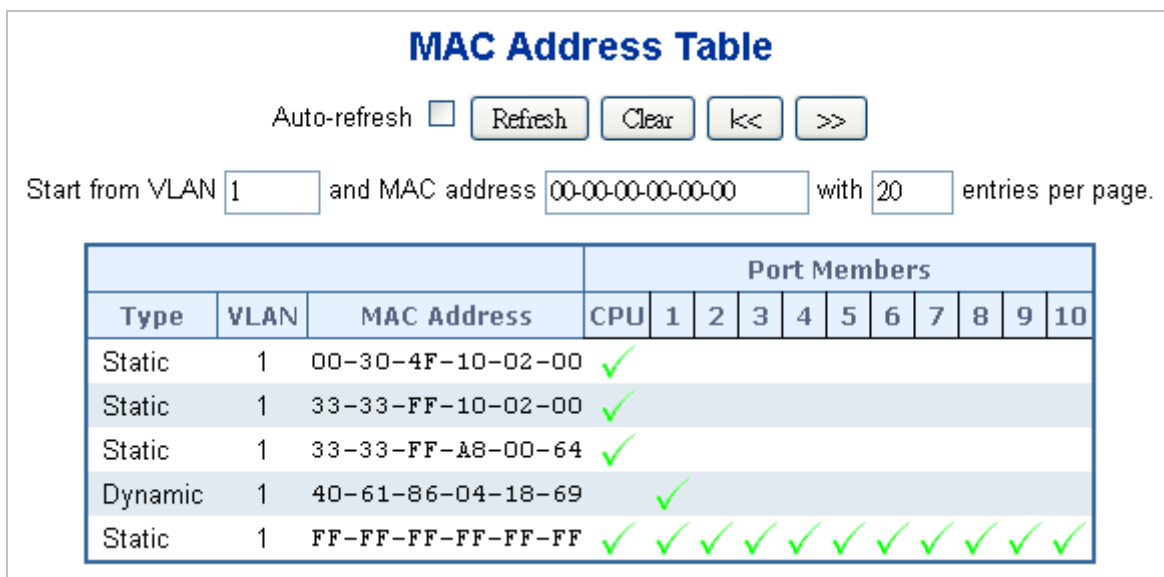 MAC Address Table
Auto-refresh Refresh Clear |<< >>
Start from VLAN 1 and MAC address 00-00-00-00-00-00 with 20 entries per page.
Port Members
Type VLAN MAC Address CPU 1 2 3 4 5 6 7 8 9 10
Static 1 00-30-4F-10-02-00 ✓
Static 1 33-33-FF-10-02-00 ✓
Static 1 33-33-FF-A8-00-64 ✓
Dynamic 1 40-61-86-04-18-69 ✓
Static 1 FF-FF-FF-FF-FF-FF ✓ ✓ ✓ ✓ ✓ ✓ ✓ ✓ ✓ ✓ ✓